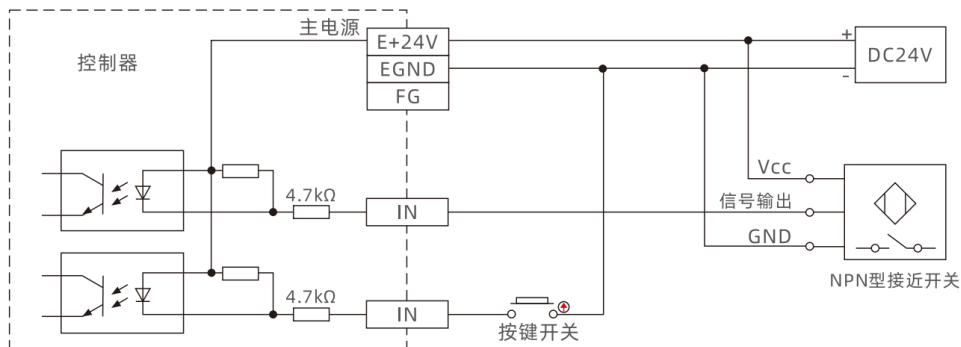 主电源
E+24V
EGND
FG
+
-
DC24V
控制器
Vcc
信号输出
GND
NPN型接近开关
4.7kΩ
IN
4.7kΩ
IN
按键开关